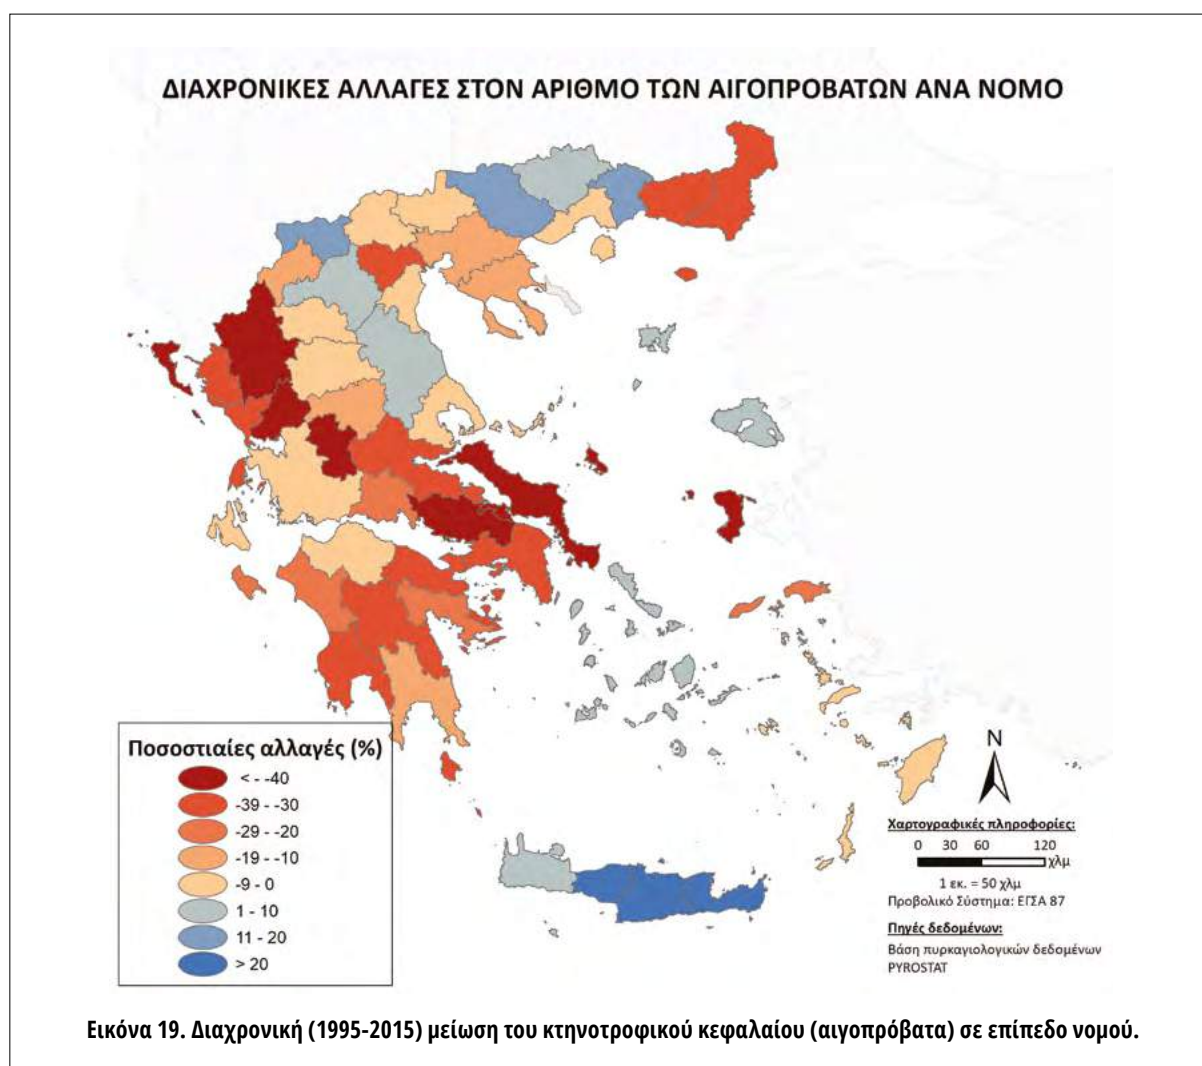 ΔΙΑΧΡΟΝΙΚΕΣ ΑΛΛΑΓΕΣ ΣΤΟΝ ΑΡΙΘΜΟ ΤΩΝ ΑΙΓΟΠΡΟΒΑΤΩΝ ΑΝΑ ΝΟΜΟ
Ποσοστιαίες αλλαγές (%)
< - -40
-39 - -30
-29 - -20
-19 - -10
-9 - 0
1 - 10
11 - 20
> 20
N
Χαρτογραφικές πληροφορίες:
0 30 60 120
χλμ
1 εκ. = 50 χλμ
Προβολικό Σύστημα: ΕΓΣΑ 87
Πηγές δεδομένων:
Βάση πυρκαγιολογικών δεδομένων
PYROSTAT
Εικόνα 19. Διαχρονική (1995-2015) μείωση του κτηνοτροφικού κεφαλαίου (αιγοπρόβατα) σε επίπεδο νομού.